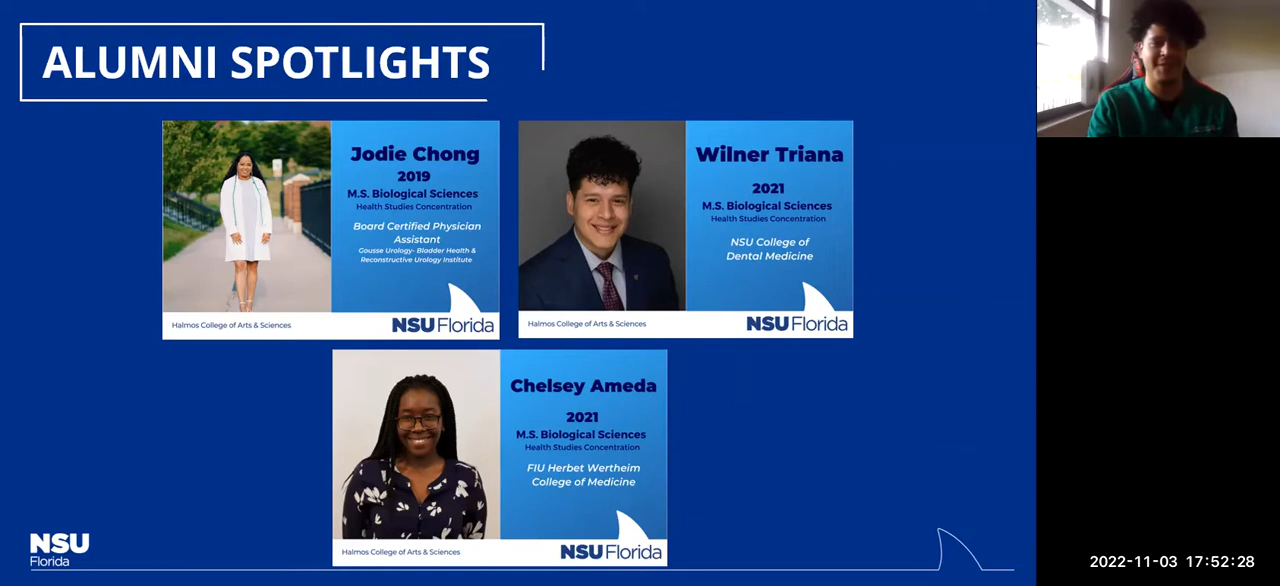 ALUMNI SPOTLIGHTS
Jodie Chong
2019
M.S. Biological Sciences
Health Studies Concentration
Board Certified Physician
Assistant
Gousse Urology- Bladder Health &
Reconstructive Urology Institute
Halmos College of Arts & Sciences
NSU Florida
Wilner Triana
2021
M.S. Biological Sciences
Health Studies Concentration
NSU College of
Dental Medicine
Halmos College of Arts & Sciences
NSU Florida
Chelsey Ameda
2021
M.S. Biological Sciences
Health Studies Concentration
FIU Herbet Wertheim
College of Medicine
Halmos College of Arts & Sciences
NSU Florida
NSU
Florida
2022-11-03 17:52:28